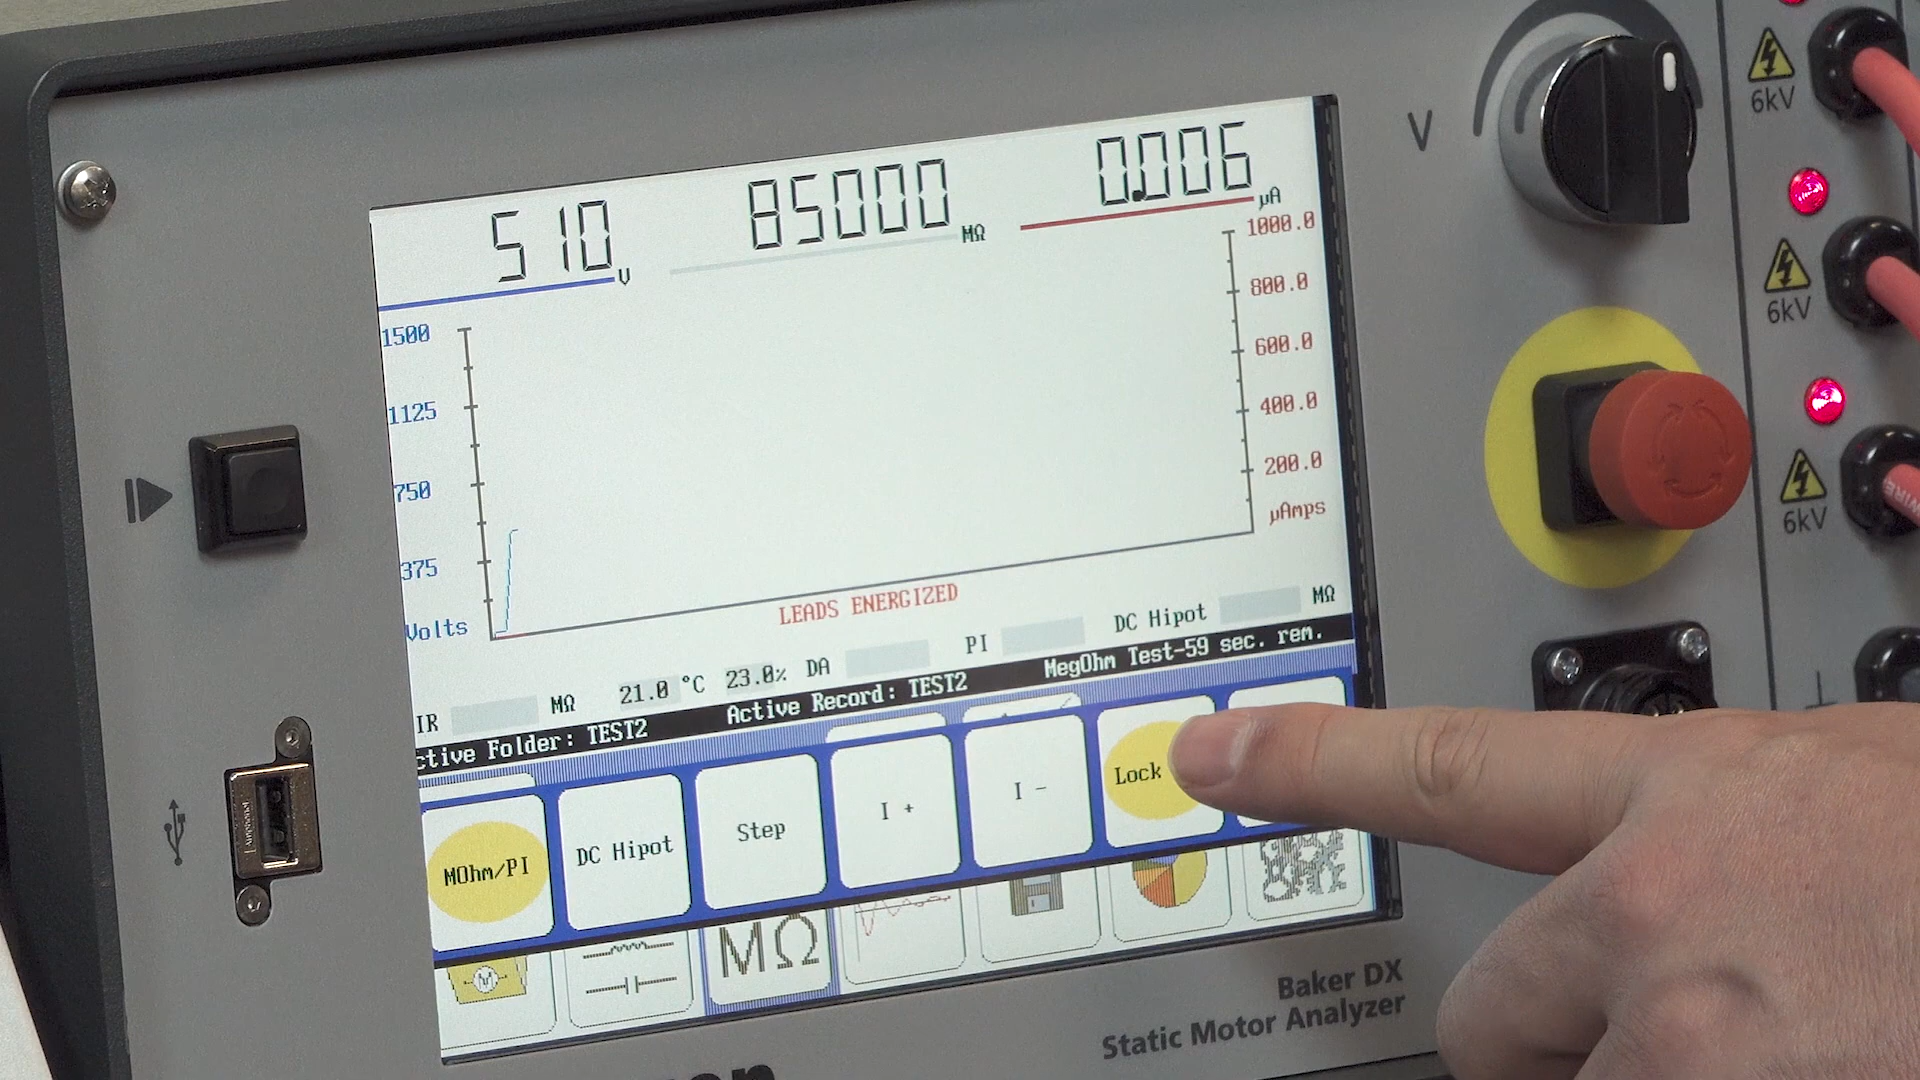 510 V
85000 MΩ
0.006 µA
1500
1125
750
375
Volts
1000.0
800.0
600.0
400.0
200.0
µAmps
LEADS ENERGIZED
IR MΩ 21.0 °C 23.0% DA PI DC Hipot MΩ
ctive Folder: TEST2 Active Record: TEST2 MegOhm Test-59 sec. rem.
MOhm/PI
DC Hipot
Step
I +
I -
Lock
M
MΩ
V
6kV
6kV
6kV
WIRE
Baker DX
Static Motor Analyzer